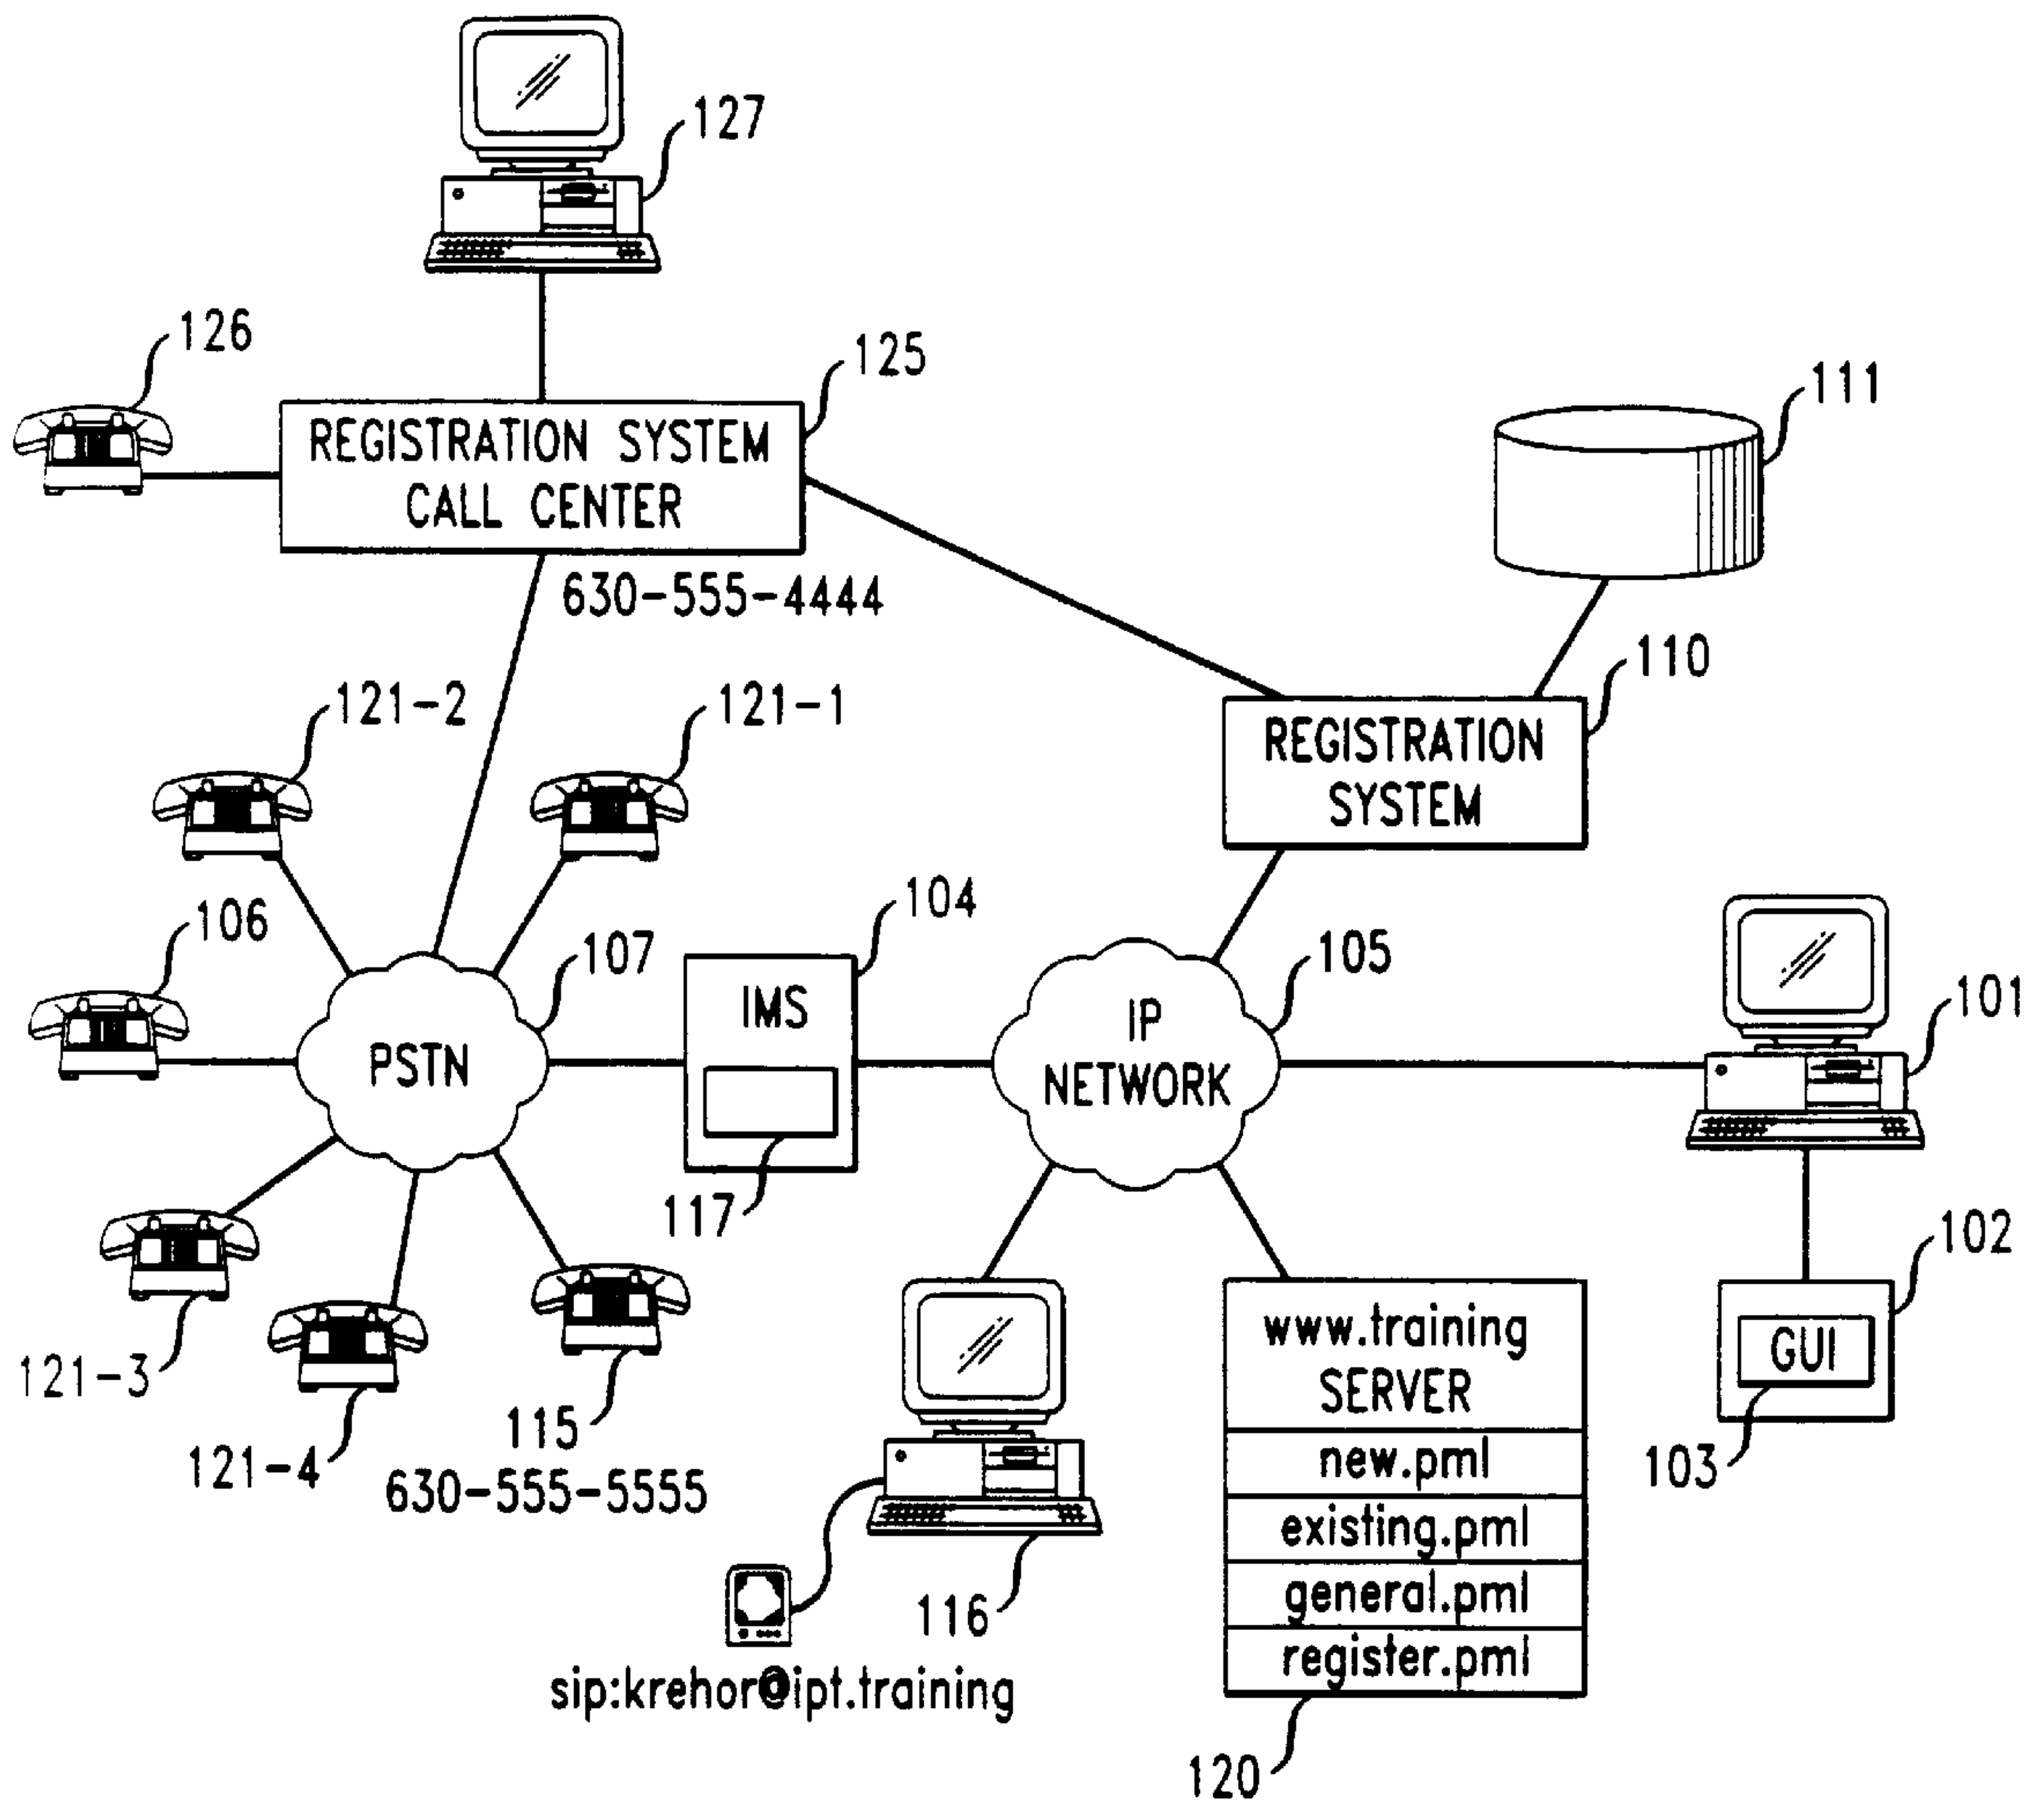 127
126
125
REGISTRATION SYSTEM
CALL CENTER
111
630-555-4444
110
121-2
121-1
REGISTRATION
SYSTEM
106
104
107
105
IMS
IP
NETWORK
101
PSTN
117
102
www.training
SERVER
GUI
121-3
115
121-4
103
new.pml
630-555-5555
existing.pml
general.pml
116
register.pml
sip:krehor@ipt.training
120